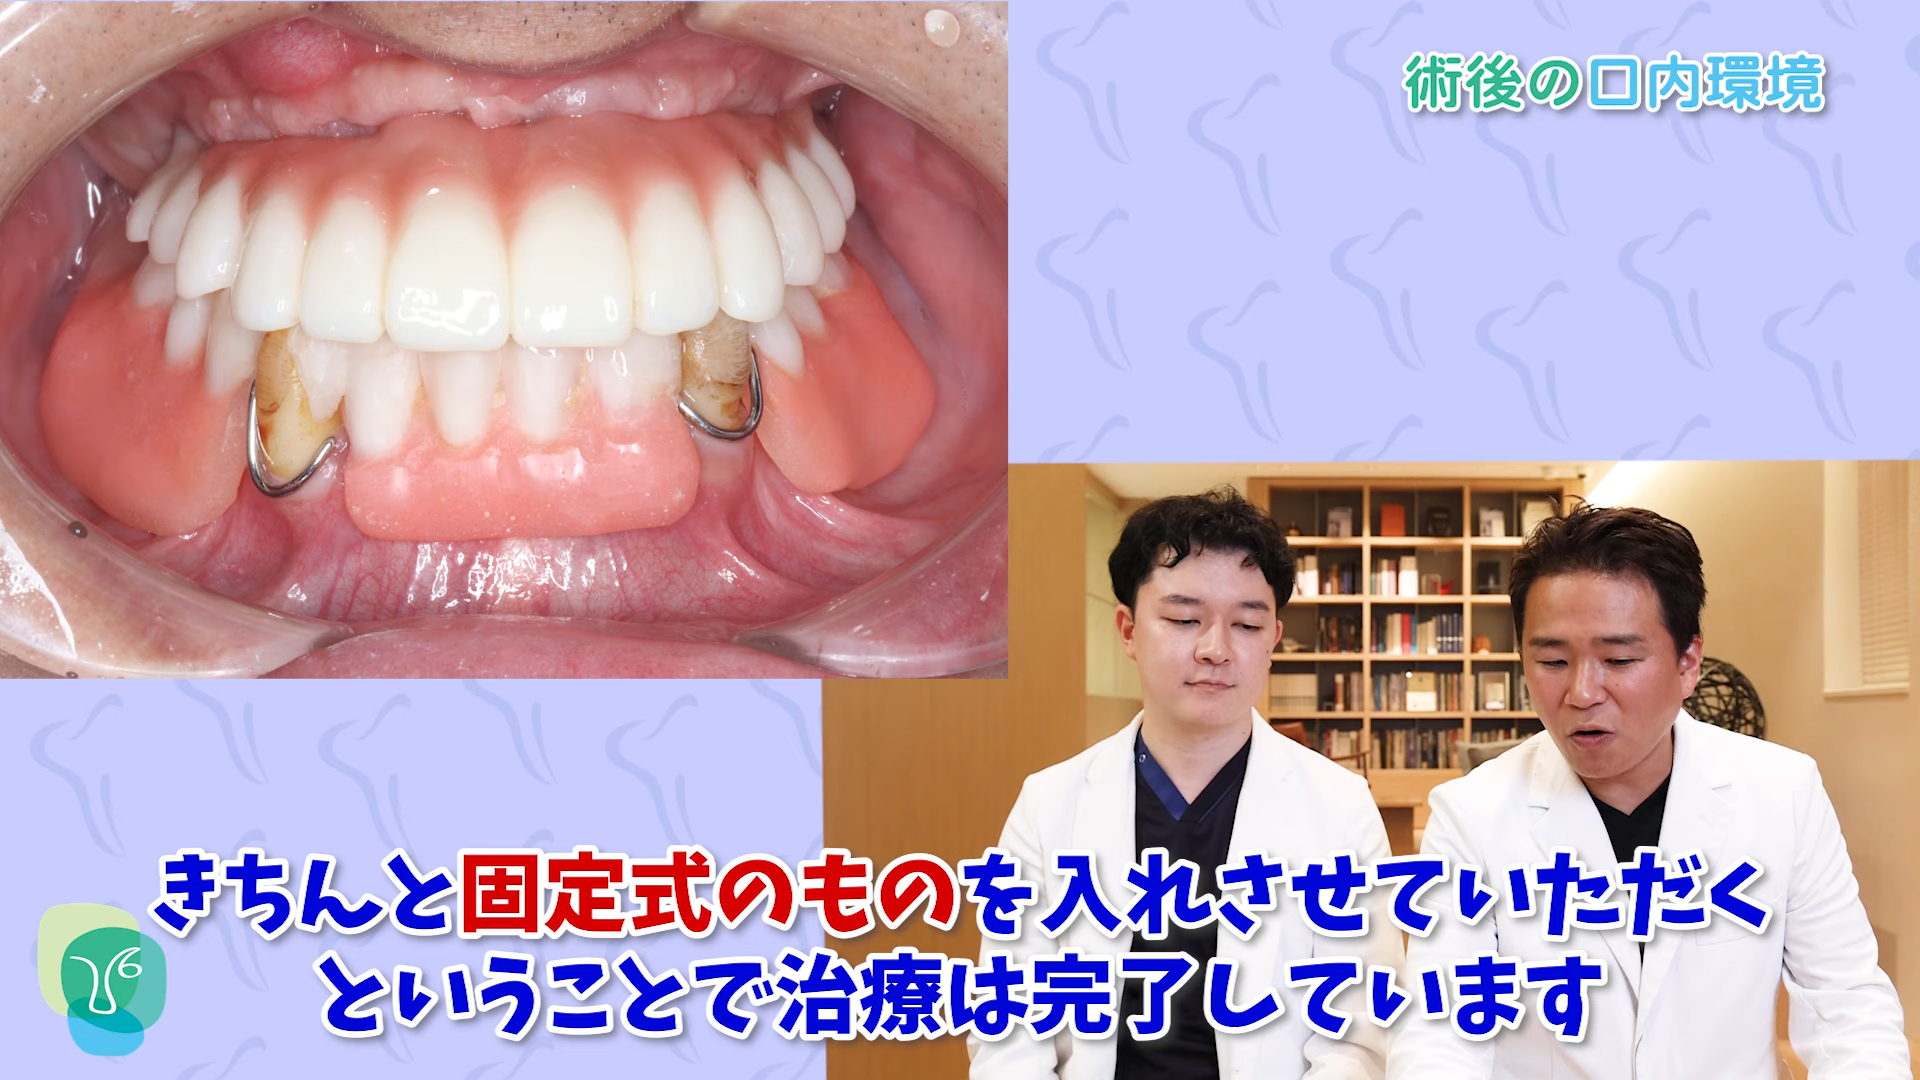 術後の口内環境
きちんと固定式のものを入れさせていただく
ということで治療は完了しています